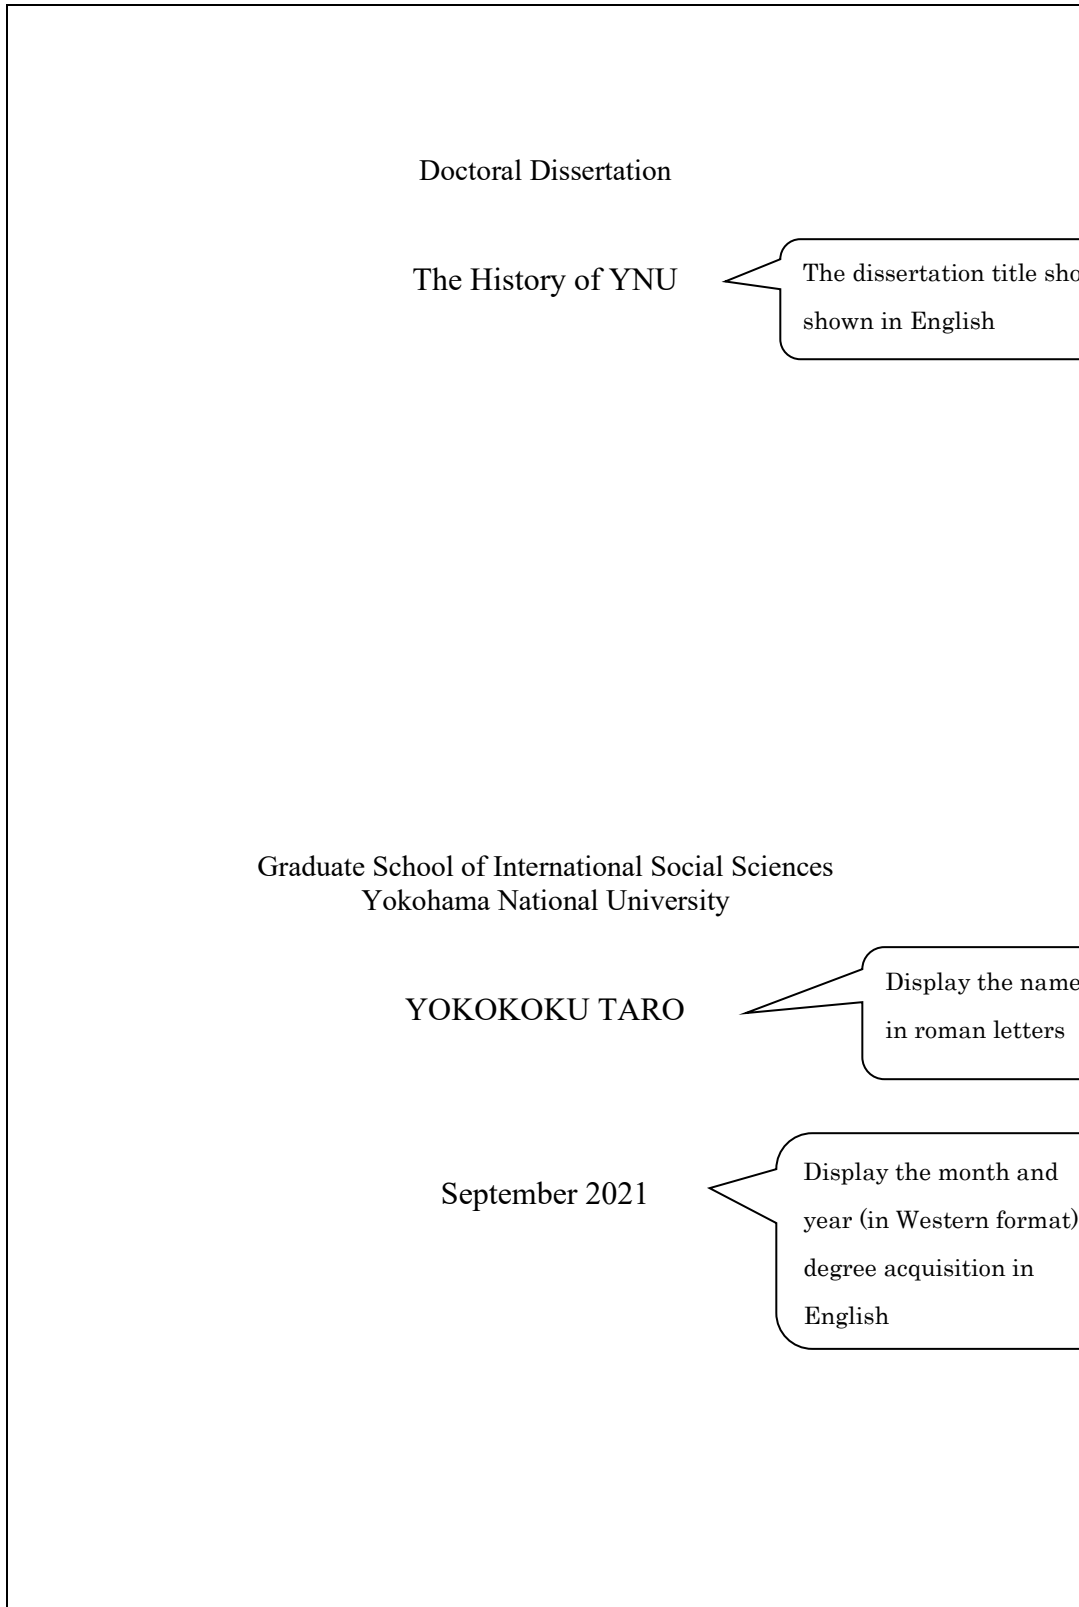 Doctoral Dissertation
The History of YNU
The dissertation title
shown in English
Graduate School of International Social Sciences
Yokohama National University
YOKOKOKU TARO
Display the name
in roman letters
September 2021
Display the month and
year (in Western format)
degree acquisition in
English